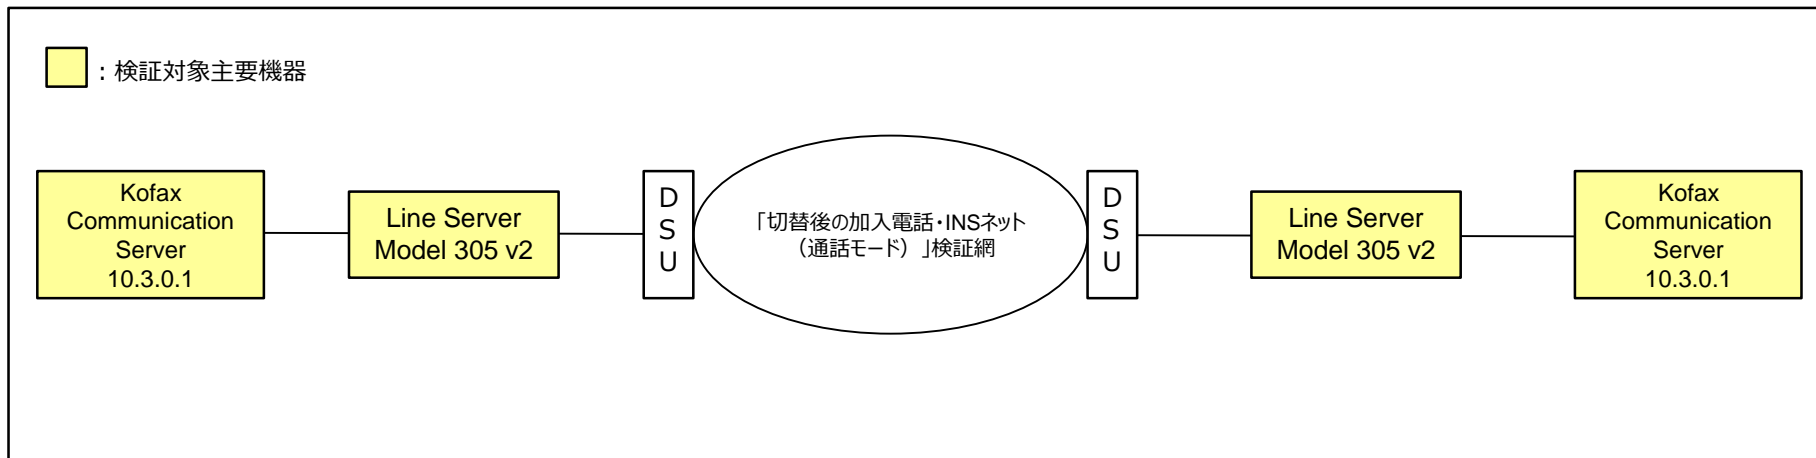 ：検証対象主要機器
Kofax
Communication
Server
10.3.0.1
Line Server
Model 305 v2
D
S
U
「切替後の加入電話・INSネット
（通話モード）」検証網
D
S
U
Line Server
Model 305 v2
Kofax
Communication
Server
10.3.0.1